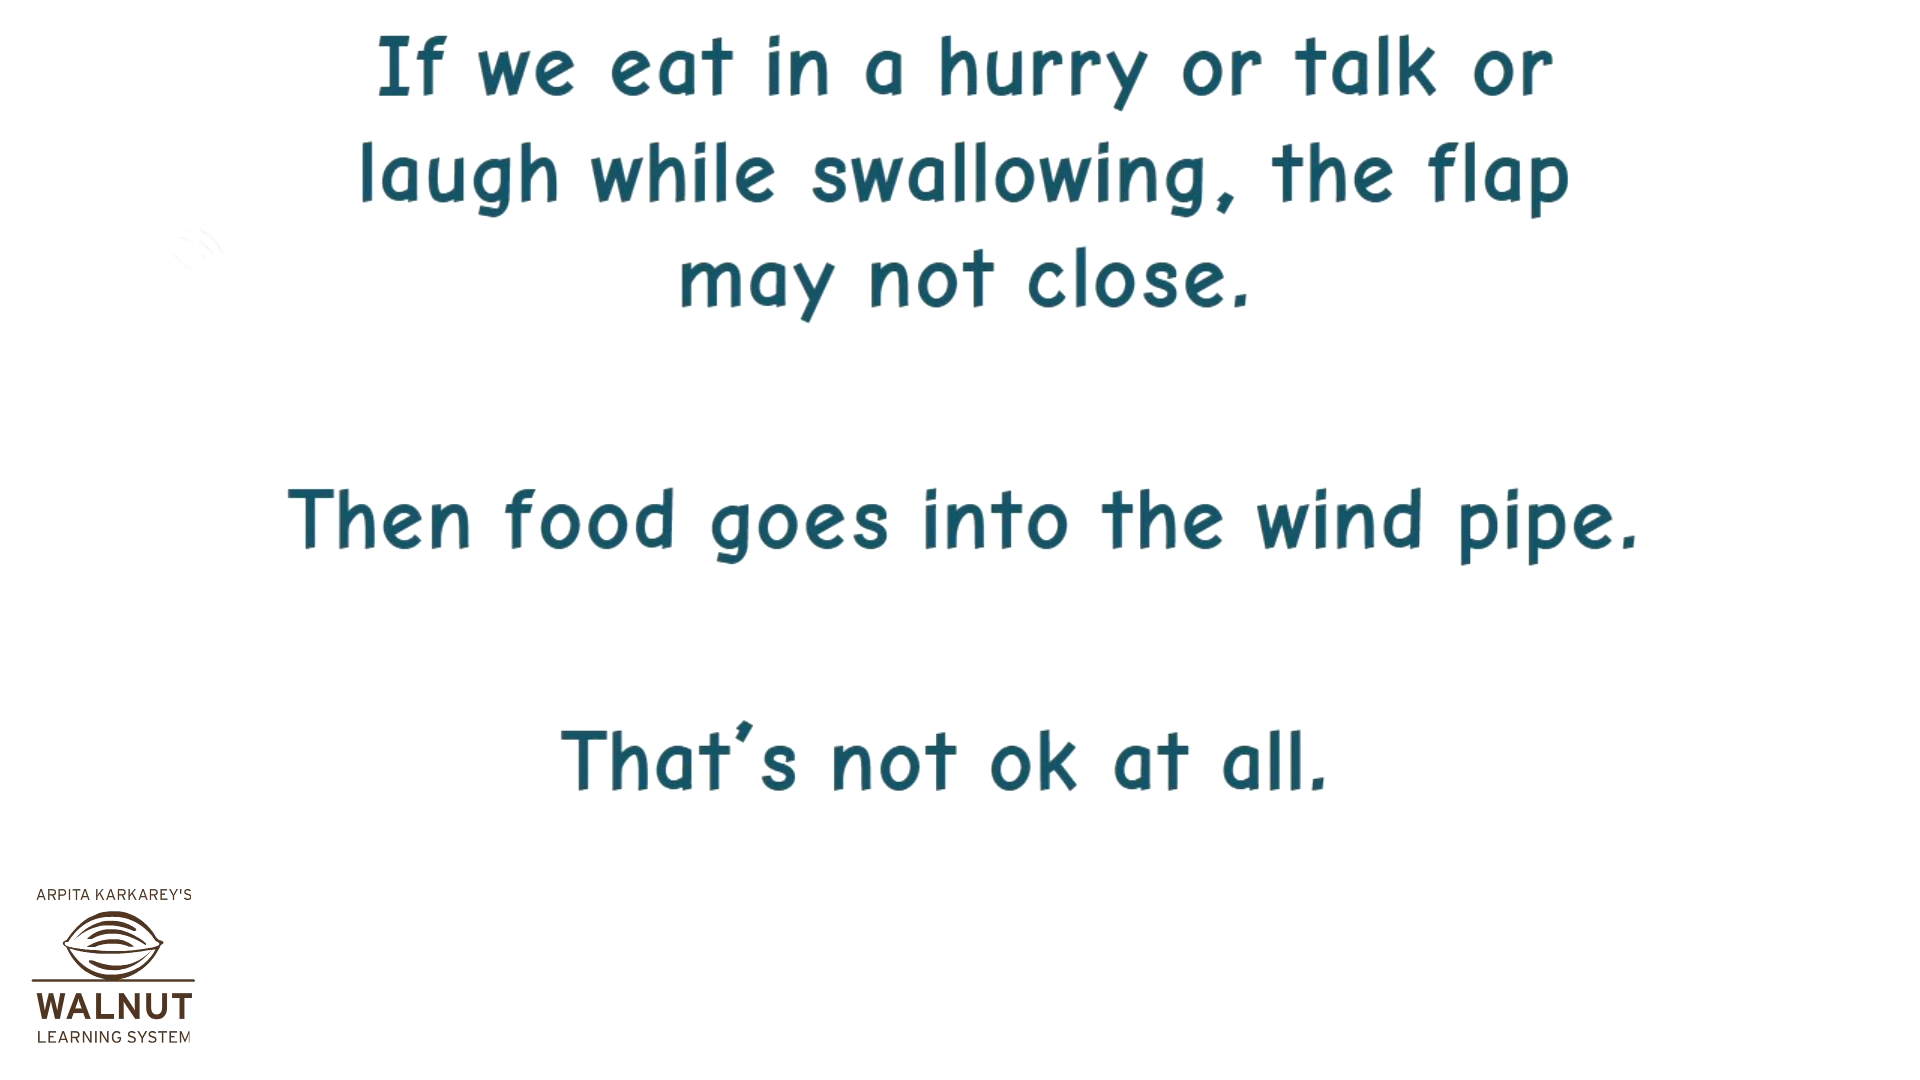 If we eat in a hurry or talk or
laugh while swallowing, the flap
may not close.
Then food goes into the wind pipe.
That's not ok at all.
ARPITA KARKAREY'S
WALNUT
LEARNING SYSTEM